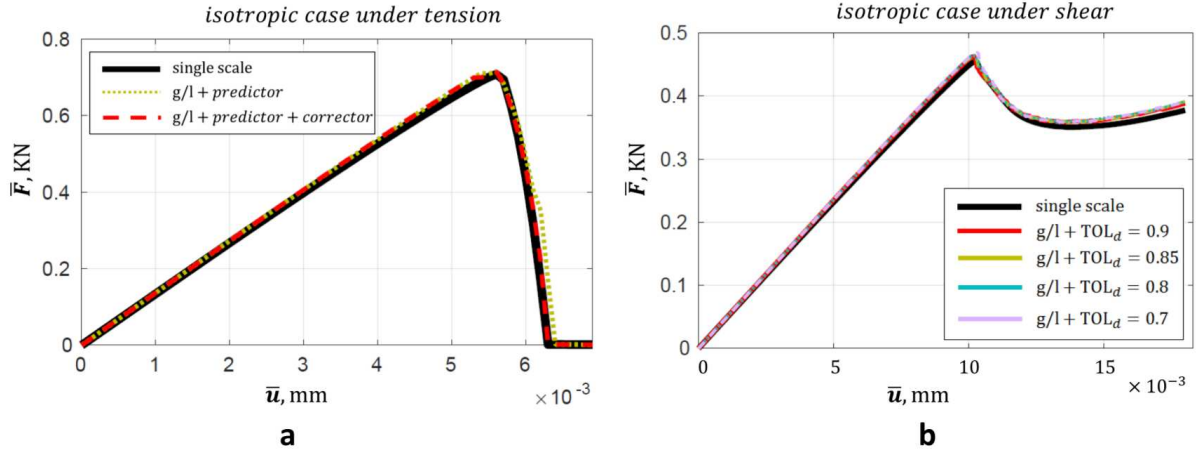 isotropic case under tension
0.8
0.6
0.4
0.2
0
single scale
g/l + predictor
g/l + predictor + corrector
F̅, KN
0 1 2 3 4 5 6
× 10⁻³
u̅, mm
a
isotropic case under shear
0.5
0.4
0.3
0.2
0.1
0
F̅, KN
single scale
g/l + TOL_d = 0.9
g/l + TOL_d = 0.85
g/l + TOL_d = 0.8
g/l + TOL_d = 0.7
0 5 10 15
× 10⁻³
u̅, mm
b